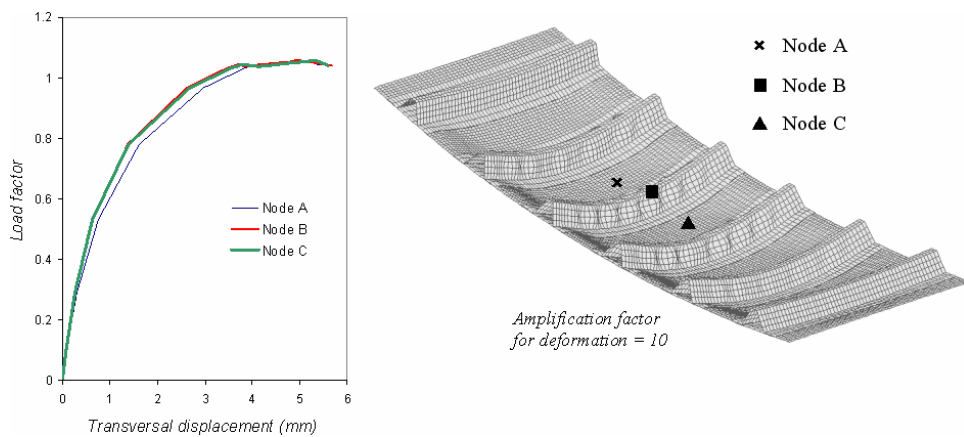 1.2
1
0.8
0.6
0.4
0.2
0
0 1 2 3 4 5 6
Load factor
Transversal displacement (mm)
Node A
Node B
Node C
Node A
Node B
Node C
Amplification factor
for deformation = 10